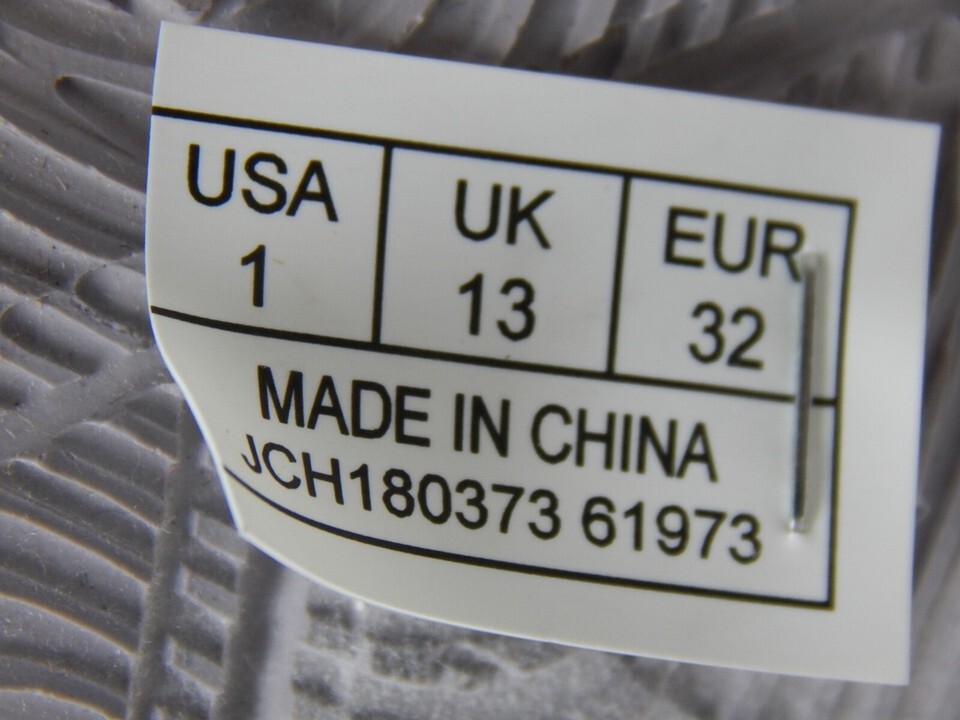 USA UK EUR
1 13 32
MADE IN CHINA
JCH180373 61973